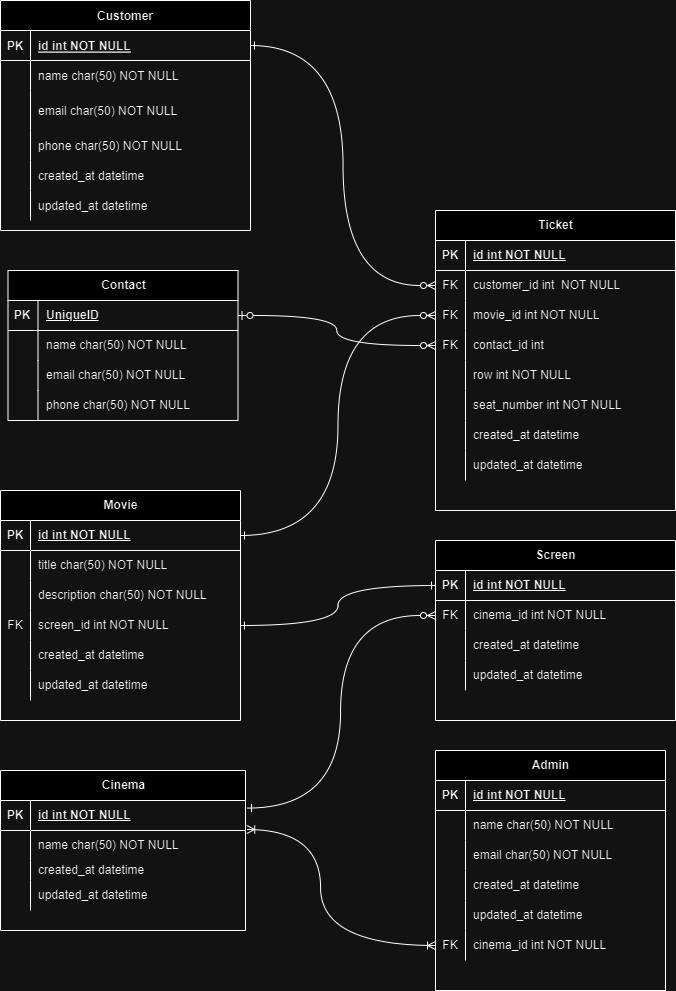 Customer
PK id int NOT NULL
name char(50) NOT NULL
email char(50) NOT NULL
phone char(50) NOT NULL
created_at datetime
updated_at datetime
Contact
PK UniqueID
name char(50) NOT NULL
email char(50) NOT NULL
phone char(50) NOT NULL
Movie
PK id int NOT NULL
title char(50) NOT NULL
description char(50) NOT NULL
FK screen_id int NOT NULL
created_at datetime
updated_at datetime
Cinema
PK id int NOT NULL
name char(50) NOT NULL
created_at datetime
updated_at datetime
Ticket
PK id int NOT NULL
FK customer_id int  NOT NULL
FK movie_id int NOT NULL
FK contact_id int
row int NOT NULL
seat_number int NOT NULL
created_at datetime
updated_at datetime
Screen
PK id int NOT NULL
FK cinema_id int NOT NULL
created_at datetime
updated_at datetime
Admin
PK id int NOT NULL
name char(50) NOT NULL
email char(50) NOT NULL
created_at datetime
updated_at datetime
FK cinema_id int NOT NULL